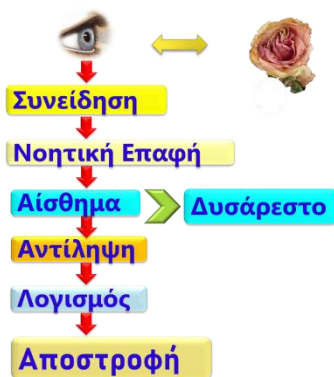 Συνείδηση
Νοητική Επαφή
Αίσθημα
Δυσάρεστο
Αντίληψη
Λογισμός
Αποστροφή